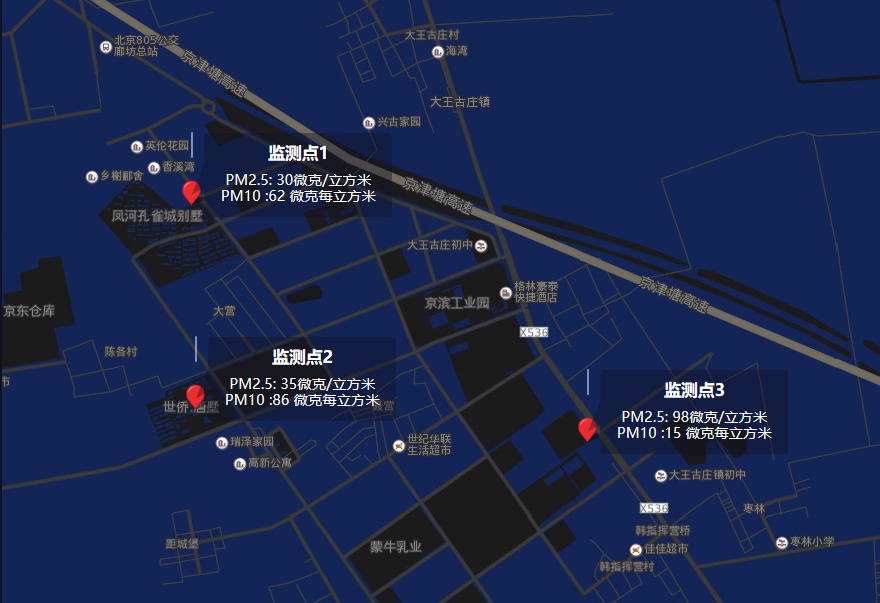 大王古庄村
北京805公交
廊坊总站
海湾
京津塘高速
大王古庄镇
兴古家园
英伦花园
监测点1
香溪湾
乡榭郦舍
PM2.5: 30微克/立方米
PM10 :62 微克每立方米
京津塘高速
凤河孔雀城别墅
大王古庄初中
京津塘高速
格林豪泰
快捷酒店
京滨工业园
京东仓库
大营
X536
陈各村
监测点2
市
PM2.5: 35微克/立方米
PM10 :86 微克每立方米
监测点3
世侨
墅
营
PM2.5: 98微克/立方米
PM10 :15 微克每立方米
瑞泽家园
世纪华联
生活超市
高新公寓
大王古庄镇初中
X536
枣林
韩指挥营桥
距城堡
蒙牛乳业
佳佳超市
枣林小学
韩指挥营村